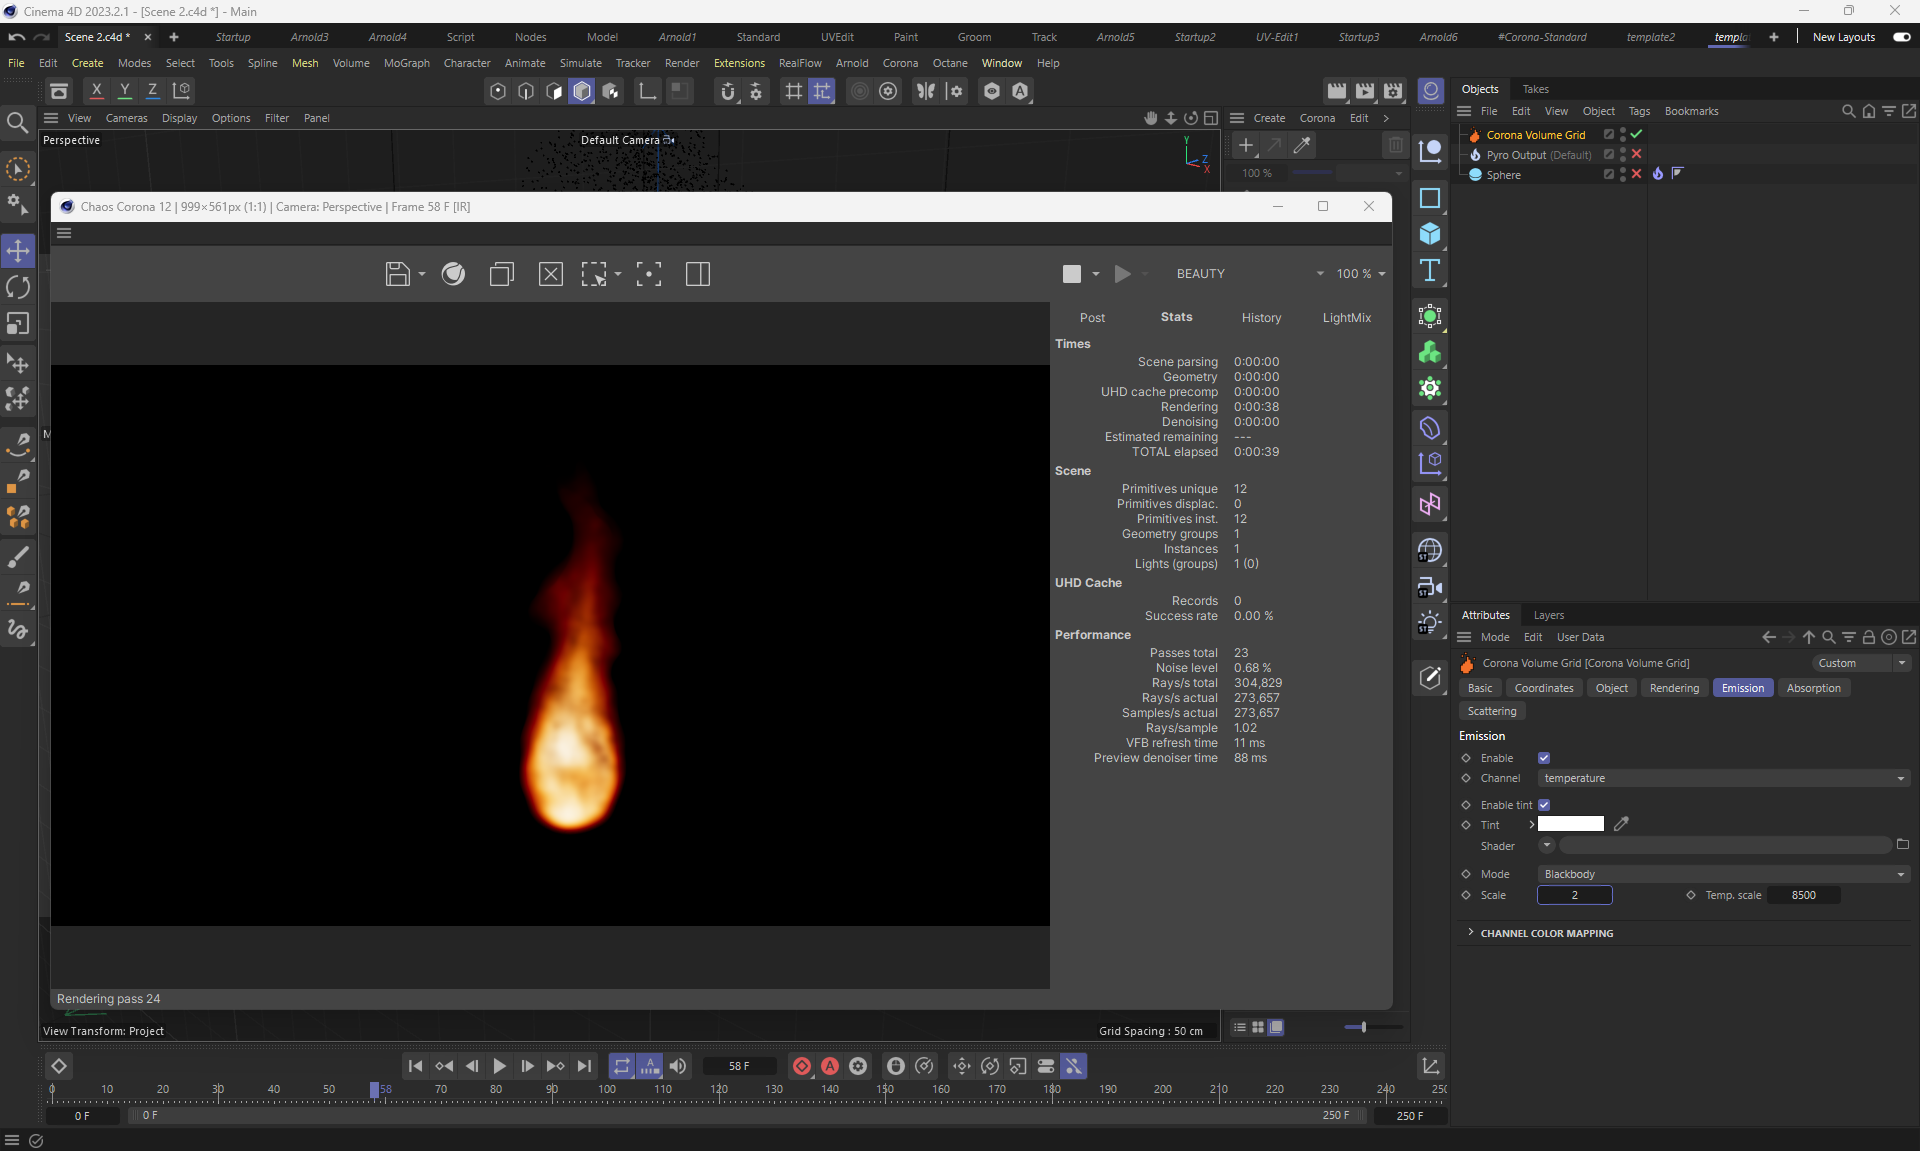 Cinema 4D 2023.2.1 - [Scene 2.c4d *] - Main
Scene 2.c4d * Startup Arnold3 Arnold4 Script Nodes Model Arnold1 Standard UVEdit Paint Groom Track Arnold5 Startup2 UV-Edit1 Startup3 Arnold6 #Corona-Standard template2 templa New Layouts
File Edit Create Modes Select Tools Spline Mesh Volume MoGraph Character Animate Simulate Tracker Render Extensions RealFlow Arnold Corona Octane Window Help
X Y Z
View Cameras Display Options Filter Panel
Perspective
Default Camera
Y
Z
X
Create Corona Edit
100 %
Objects Takes
File Edit View Object Tags Bookmarks
Corona Volume Grid
Pyro Output (Default)
Sphere
Chaos Corona 12 | 999×561px (1:1) | Camera: Perspective | Frame 58 F [IR]
BEAUTY 100 %
Post Stats History LightMix
Times
Scene parsing 0:00:00
Geometry 0:00:00
UHD cache precomp 0:00:00
Rendering 0:00:38
Denoising 0:00:00
Estimated remaining ---
TOTAL elapsed 0:00:39
Scene
Primitives unique 12
Primitives displac. 0
Primitives inst. 12
Geometry groups 1
Instances 1
Lights (groups) 1 (0)
UHD Cache
Records 0
Success rate 0.00 %
Performance
Passes total 23
Noise level 0.68 %
Rays/s total 304,829
Rays/s actual 273,657
Samples/s actual 273,657
Rays/sample 1.02
VFB refresh time 11 ms
Preview denoiser time 88 ms
Rendering pass 24
M
View Transform: Project
Grid Spacing : 50 cm
ST
ST
ST
Attributes Layers
Mode Edit User Data
Corona Volume Grid [Corona Volume Grid]
Custom
Basic Coordinates Object Rendering Emission Absorption
Scattering
Emission
Enable
Channel temperature
Enable tint
Tint
Shader
Mode Blackbody
Scale 2 Temp. scale 8500
CHANNEL COLOR MAPPING
58 F
0 10 20 30 40 58 70 80 90 100 110 120 130 140 150 160 170 180 190 200 210 220 230 240 250
0 F 0 F 250 F 250 F